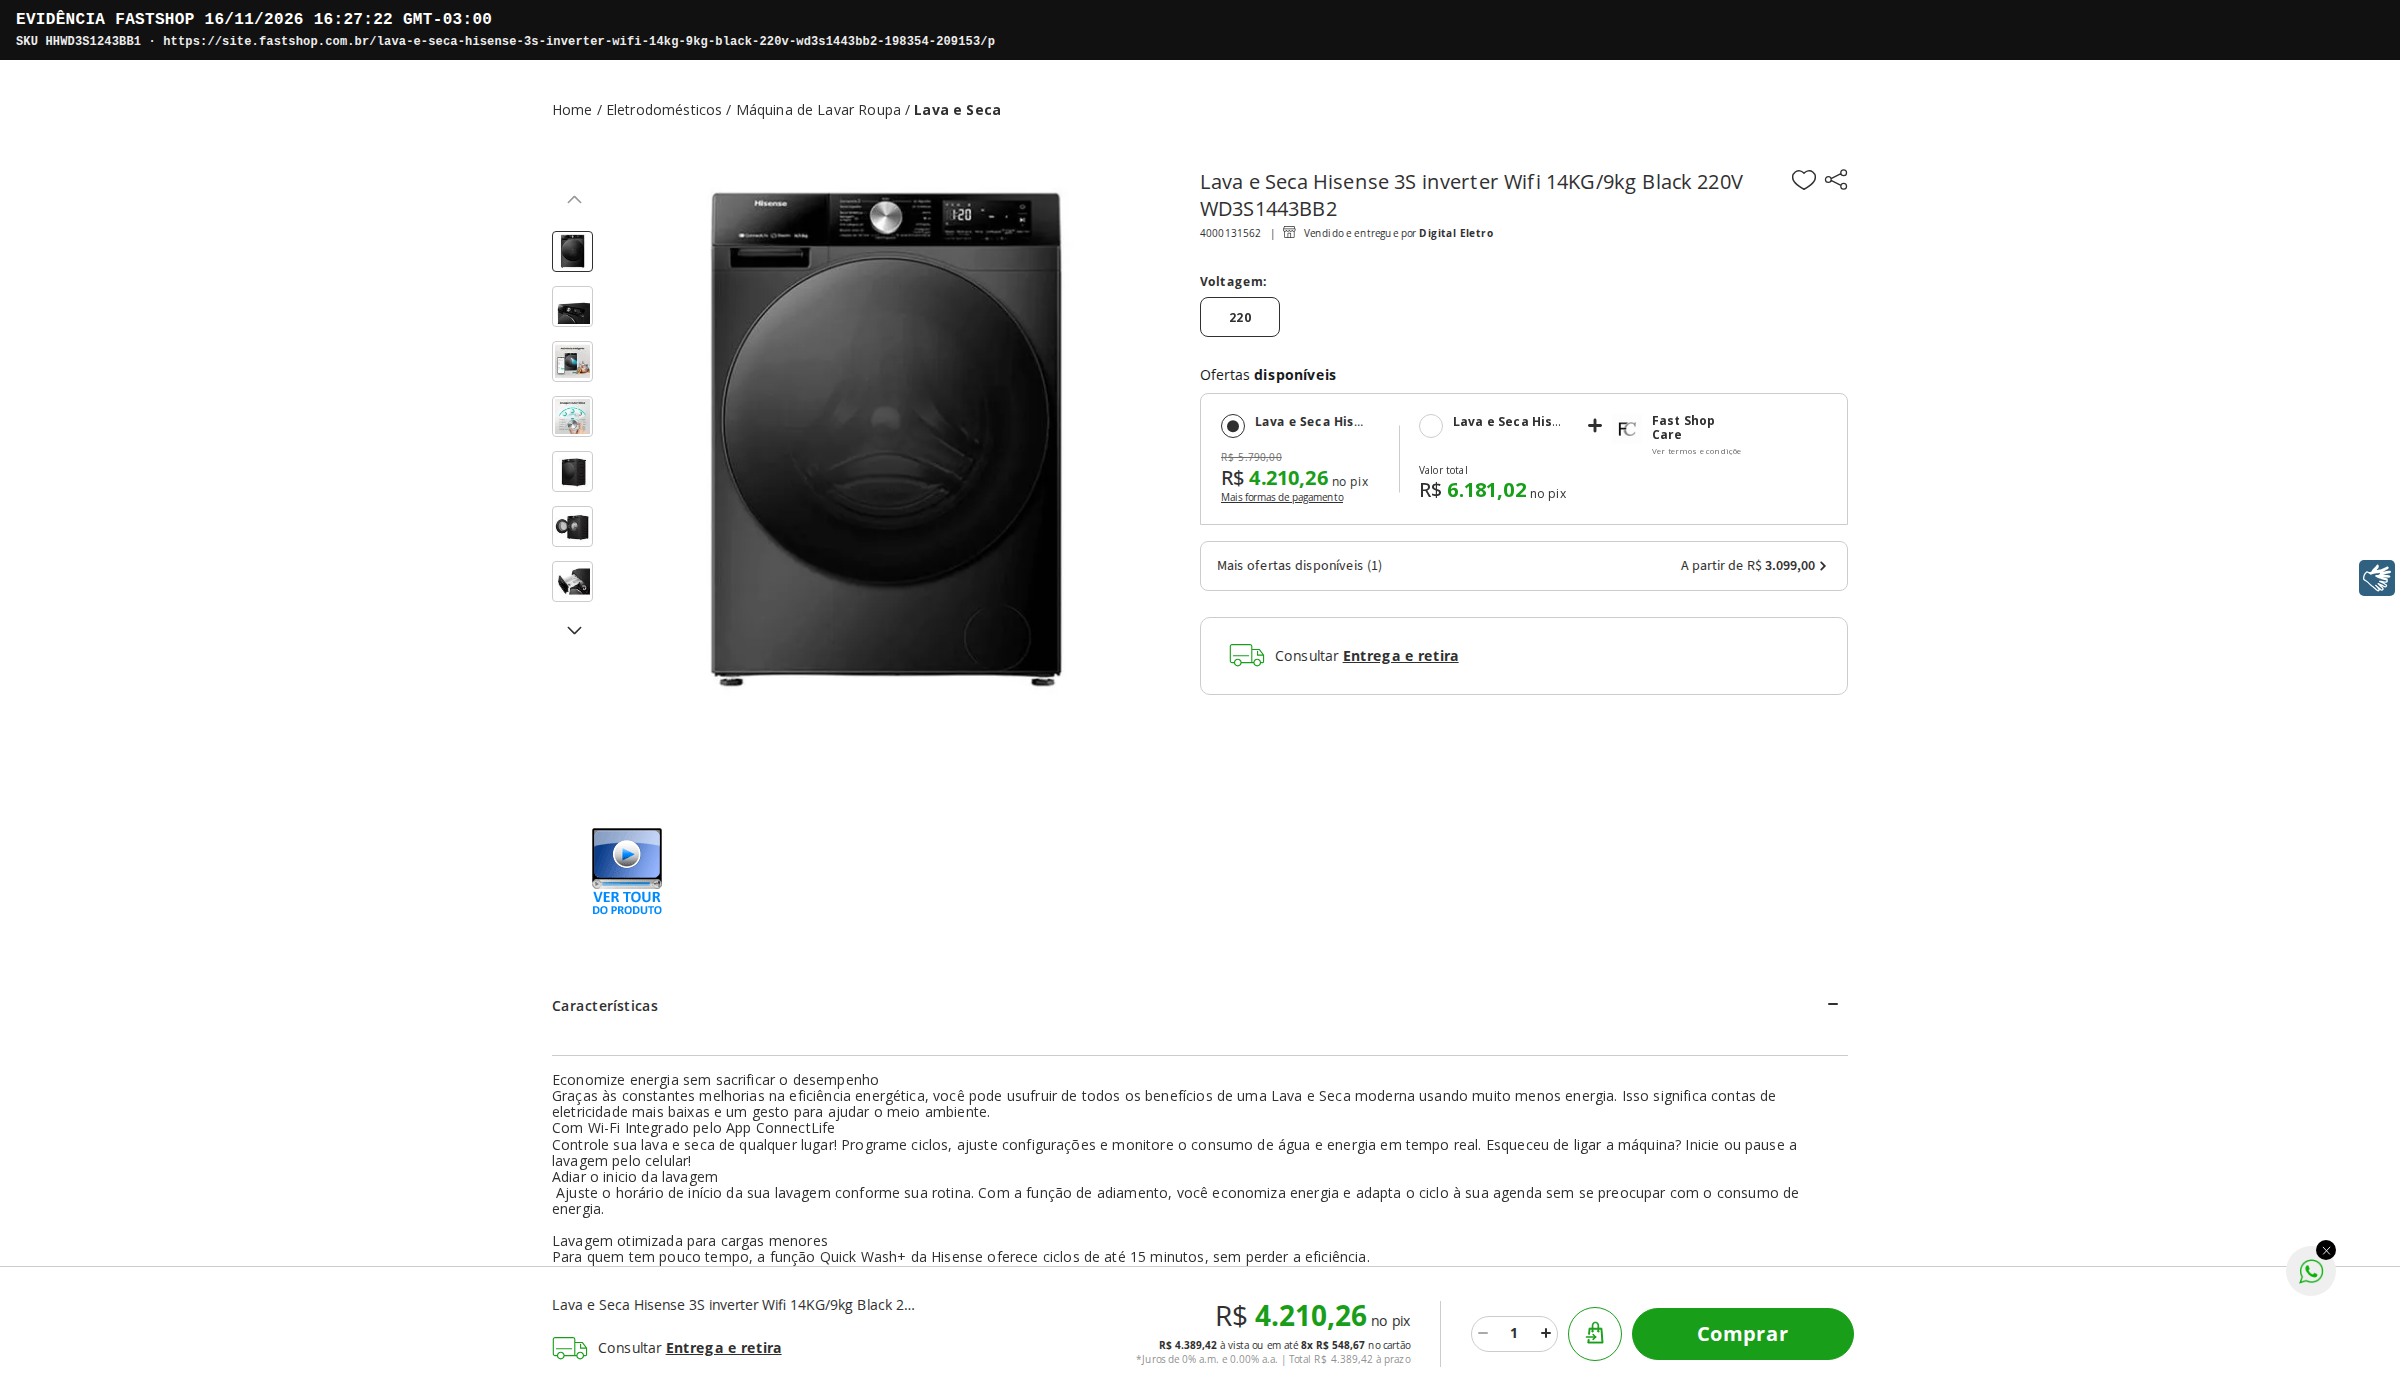 EVIDÊNCIA FASTSHOP 16/11/2026 16:27:22 GMT-03:00
SKU HHWD3S1243BB1 · https://site.fastshop.com.br/lava-e-seca-hisense-3s-inverter-wifi-14kg-9kg-black-220v-wd3s1443bb2-198354-209153/p
Home / Eletrodomésticos / Máquina de Lavar Roupa / Lava e Seca
Hisense
1:20
Lava e Seca Hisense 3S inverter Wifi 14KG/9kg Black 220V
WD3S1443BB2
4000131562 | Vendido e entregue por Digital Eletro
Voltagem:
220
Ofertas disponíveis
Lava e Seca His...
R$ 5.790,00
R$ 4.210,26 no pix
Mais formas de pagamento
Lava e Seca His...
Valor total
R$ 6.181,02 no pix
+
FC
Fast Shop
Care
Ver termos e condiçõe
Mais ofertas disponíveis (1)
A partir de R$ 3.099,00
Consultar Entrega e retira
VER TOUR
DO PRODUTO
Características
Economize energia sem sacrificar o desempenho
Graças às constantes melhorias na eficiência energética, você pode usufruir de todos os benefícios de uma Lava e Seca moderna usando muito menos energia. Isso significa contas de
eletricidade mais baixas e um gesto para ajudar o meio ambiente.
Com Wi-Fi Integrado pelo App ConnectLife
Controle sua lava e seca de qualquer lugar! Programe ciclos, ajuste configurações e monitore o consumo de água e energia em tempo real. Esqueceu de ligar a máquina? Inicie ou pause a
lavagem pelo celular!
Adiar o inicio da lavagem
Ajuste o horário de início da sua lavagem conforme sua rotina. Com a função de adiamento, você economiza energia e adapta o ciclo à sua agenda sem se preocupar com o consumo de
energia.
Lavagem otimizada para cargas menores
Para quem tem pouco tempo, a função Quick Wash+ da Hisense oferece ciclos de até 15 minutos, sem perder a eficiência.
Lava e Seca Hisense 3S inverter Wifi 14KG/9kg Black 2...
Consultar Entrega e retira
R$ 4.210,26 no pix
R$ 4.389,42 à vista ou em até 8x R$ 548,67 no cartão
*Juros de 0% a.m. e 0.00% a.a. | Total R$ 4.389,42 à prazo
− 1 +
Comprar